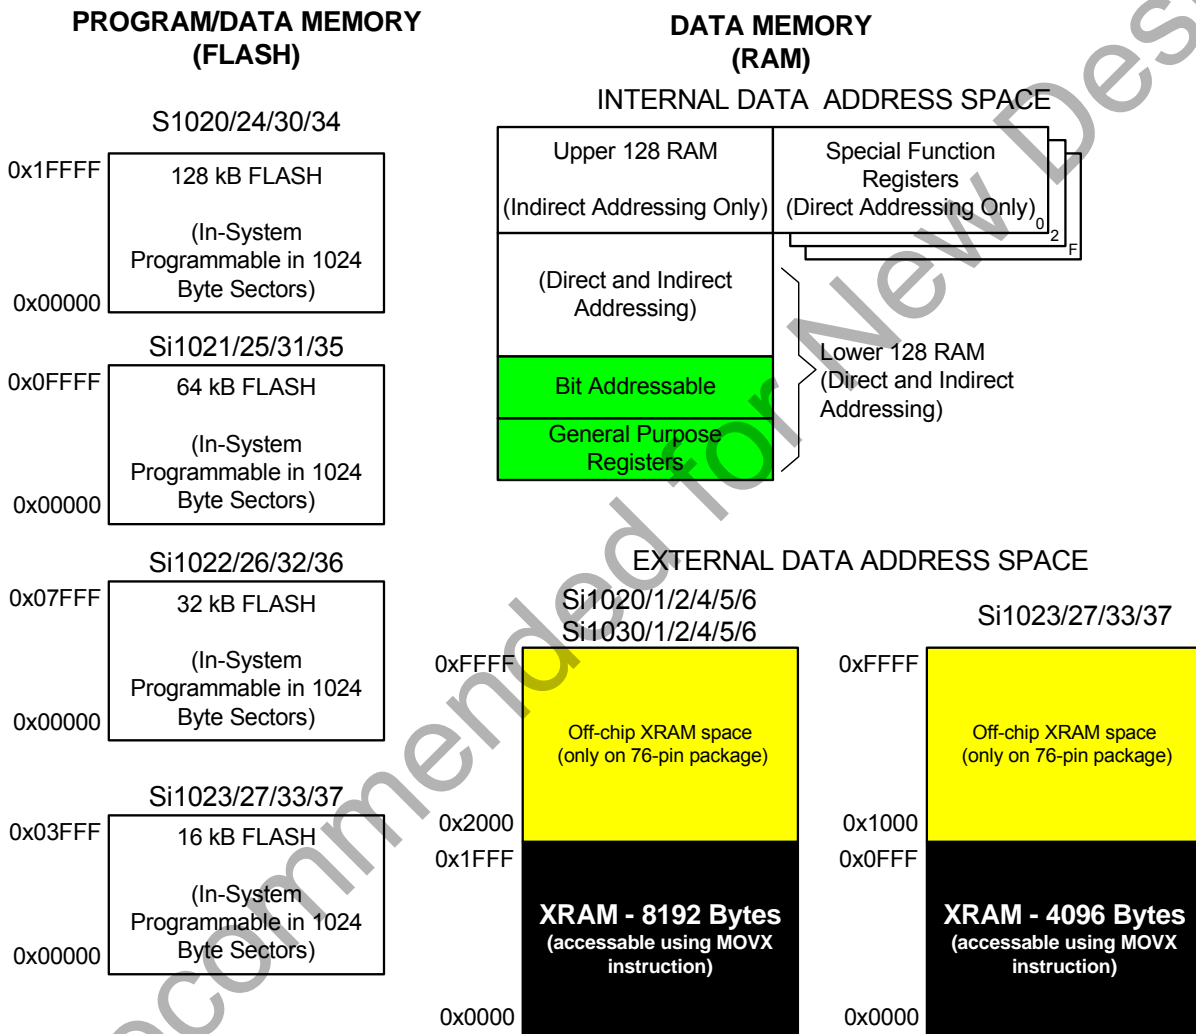 PROGRAM/DATA MEMORY
(FLASH)
S1020/24/30/34
0x1FFFF
128 kB FLASH
(In-System
Programmable in 1024
Byte Sectors)
0x00000
Si1021/25/31/35
0x0FFFF
64 kB FLASH
(In-System
Programmable in 1024
Byte Sectors)
0x00000
Si1022/26/32/36
0x07FFF
32 kB FLASH
(In-System
Programmable in 1024
Byte Sectors)
0x00000
Si1023/27/33/37
0x03FFF
16 kB FLASH
(In-System
Programmable in 1024
Byte Sectors)
0x00000
DATA MEMORY
(RAM)
INTERNAL DATA ADDRESS SPACE
Upper 128 RAM
(Indirect Addressing Only)
Special Function
Registers
(Direct Addressing Only)
0
2
F
(Direct and Indirect
Addressing)
Bit Addressable
General Purpose
Registers
Lower 128 RAM
(Direct and Indirect
Addressing)
EXTERNAL DATA ADDRESS SPACE
Si1020/1/2/4/5/6
Si1030/1/2/4/5/6
0xFFFF
Off-chip XRAM space
(only on 76-pin package)
0x2000
0x1FFF
XRAM - 8192 Bytes
(accessable using MOVX
instruction)
0x0000
Si1023/27/33/37
0xFFFF
Off-chip XRAM space
(only on 76-pin package)
0x1000
0x0FFF
XRAM - 4096 Bytes
(accessable using MOVX
instruction)
0x0000
ecommended for New Des